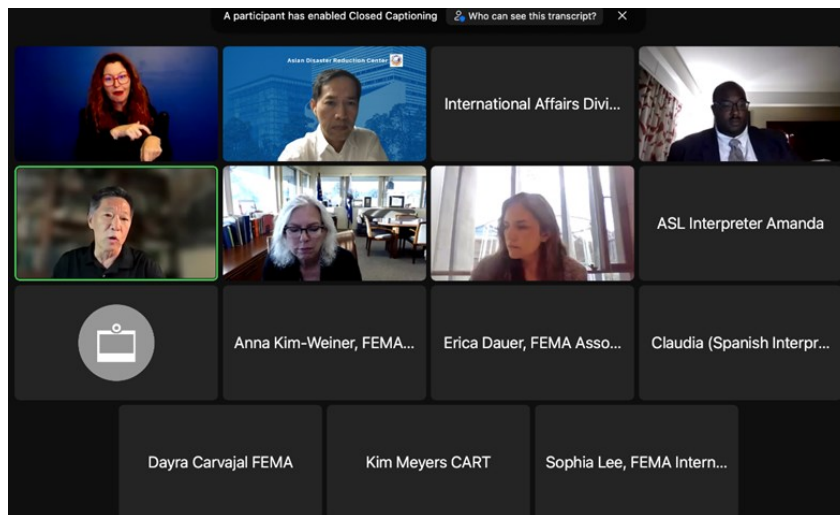 A participant has enabled Closed Captioning Who can see this transcript?
Asian Disaster Reduction Center
International Affairs Divi...
ASL Interpreter Amanda
Anna Kim-Weiner, FEMA...
Erica Dauer, FEMA Asso...
Claudia (Spanish Interpr...
Dayra Carvajal FEMA
Kim Meyers CART
Sophia Lee, FEMA Intern...